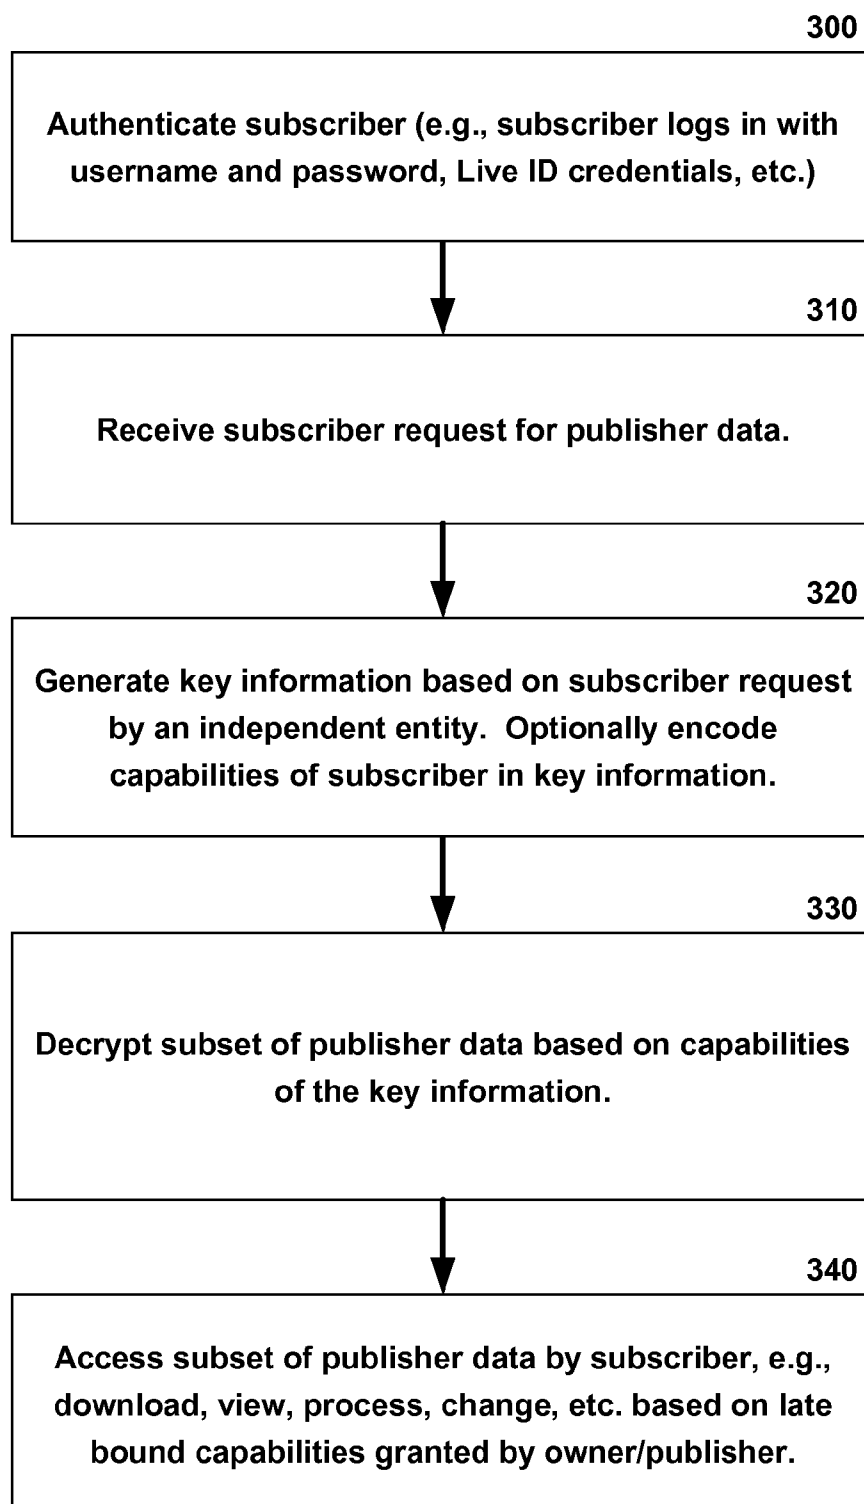 300
Authenticate subscriber (e.g., subscriber logs in with
username and password, Live ID credentials, etc.)
310
Receive subscriber request for publisher data.
320
Generate key information based on subscriber request
by an independent entity.  Optionally encode
capabilities of subscriber in key information.
330
Decrypt subset of publisher data based on capabilities
of the key information.
340
Access subset of publisher data by subscriber, e.g.,
download, view, process, change, etc. based on late
bound capabilities granted by owner/publisher.